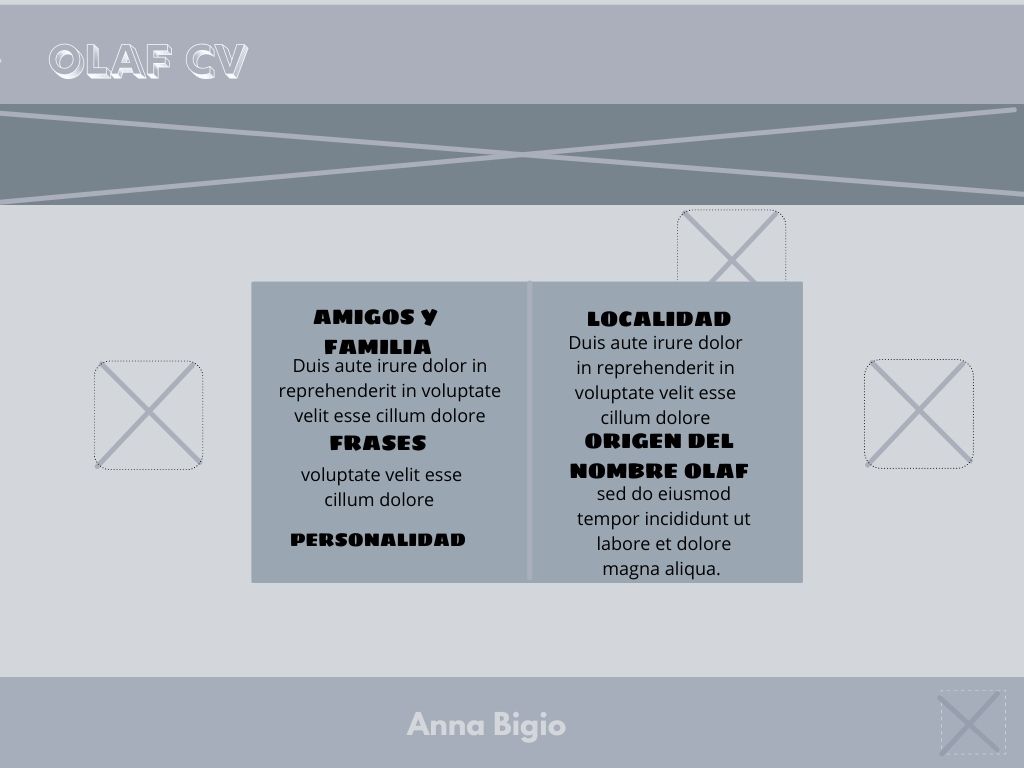 OLAF CV
AMIGOS Y
FAMILIA
Duis aute irure dolor in
reprehenderit in voluptate
velit esse cillum dolore
FRASES
voluptate velit esse
cillum dolore
PERSONALIDAD
LOCALIDAD
Duis aute irure dolor
in reprehenderit in
voluptate velit esse
cillum dolore
ORIGEN DEL
NOMBRE OLAF
sed do eiusmod
tempor incididunt ut
labore et dolore
magna aliqua.
Anna Bigio